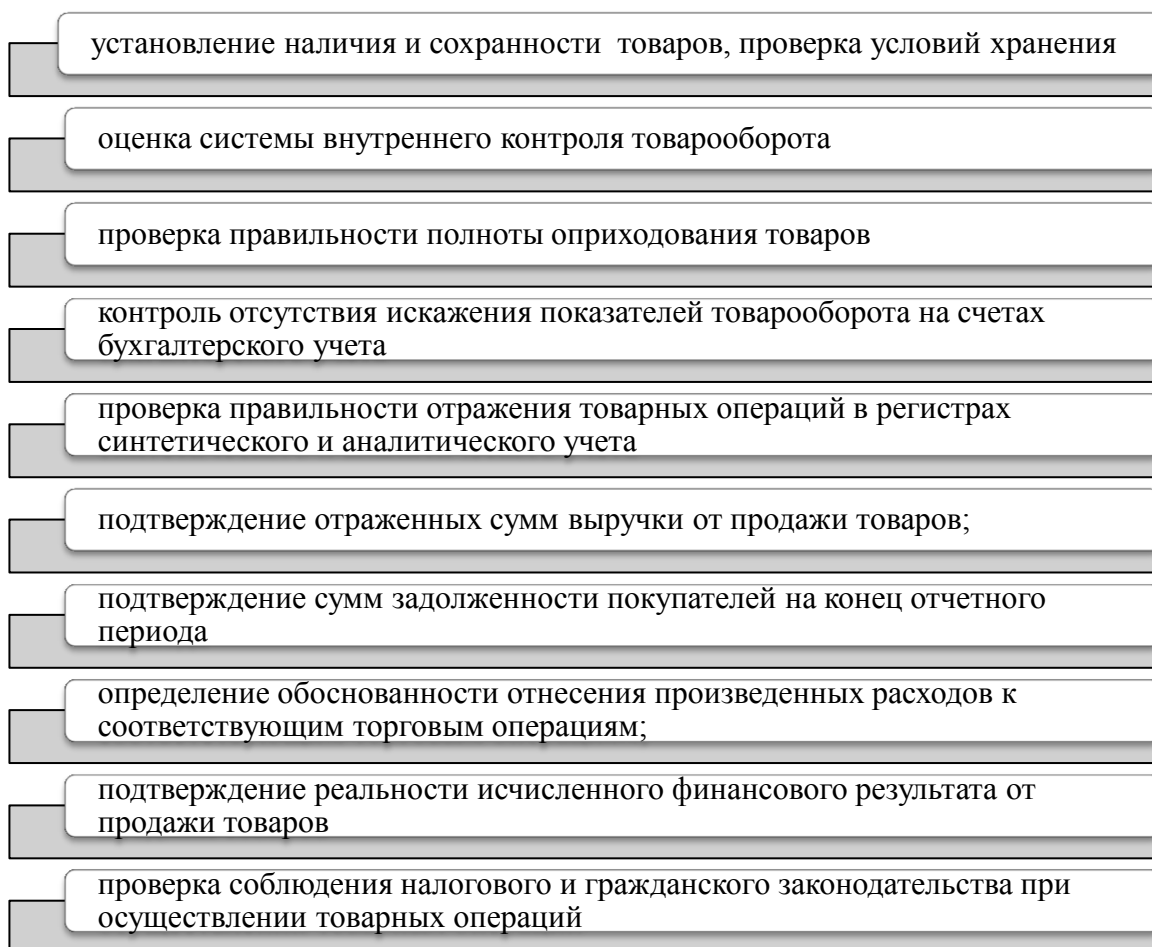 установление наличия и сохранности товаров, проверка условий хранения
оценка системы внутреннего контроля товарооборота
проверка правильности полноты оприходования товаров
контроль отсутствия искажения показателей товарооборота на счетах
бухгалтерского учета
проверка правильности отражения товарных операций в регистрах
синтетического и аналитического учета
подтверждение отраженных сумм выручки от продажи товаров;
подтверждение сумм задолженности покупателей на конец отчетного
периода
определение обоснованности отнесения произведенных расходов к
соответствующим торговым операциям;
подтверждение реальности исчисленного финансового результата от
продажи товаров
проверка соблюдения налогового и гражданского законодательства при
осуществлении товарных операций